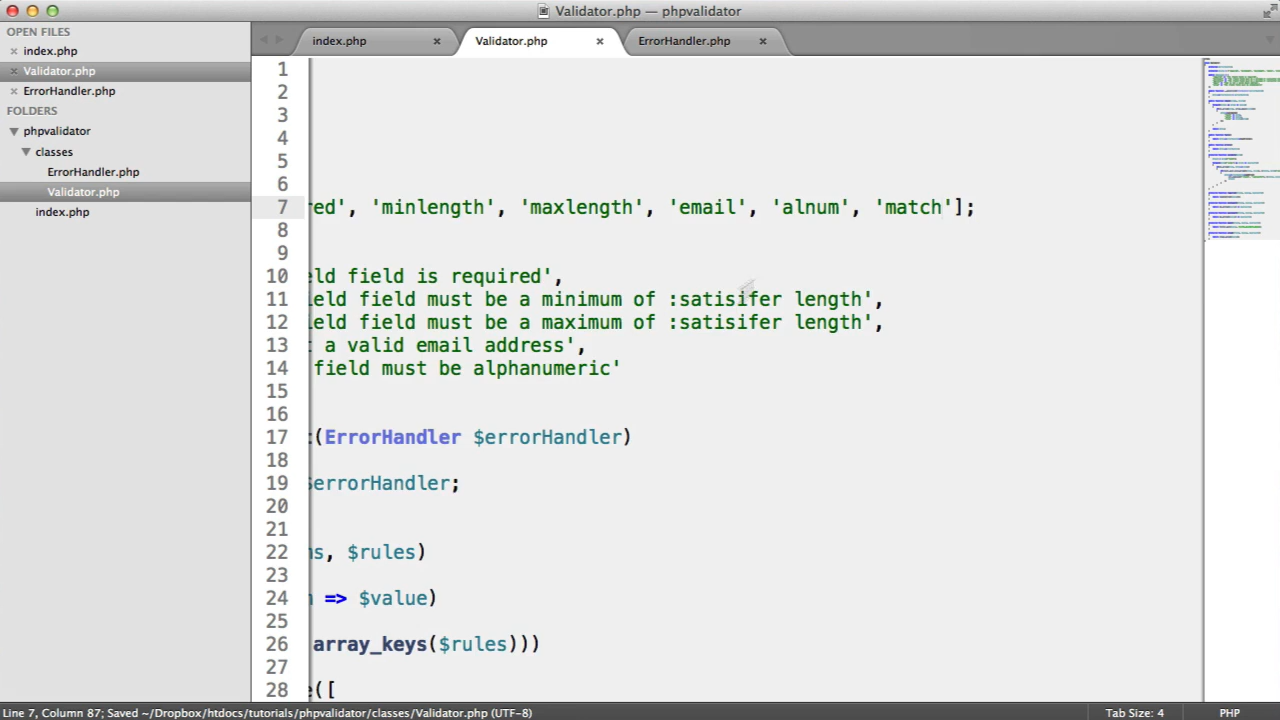 Validator.php — phpvalidator
OPEN FILES
index.php
Validator.php
ErrorHandler.php
FOLDERS
phpvalidator
classes
ErrorHandler.php
Validator.php
index.php
index.php
Validator.php
ErrorHandler.php
1
2
3
4
5
6
7 red', 'minlength', 'maxlength', 'email', 'alnum', 'match'];
8
9
10 eld field is required',
11 ield field must be a minimum of :satisifer length',
12 ield field must be a maximum of :satisifer length',
13 t a valid email address',
14 field must be alphanumeric'
15
16
17 t(ErrorHandler $errorHandler)
18
19 $errorHandler;
20
21
22 ms, $rules)
23
24 m => $value)
25
26 array_keys($rules)))
27
28 e([
Line 7, Column 87; Saved ~/Dropbox/htdocs/tutorials/phpvalidator/classes/Validator.php (UTF-8)
Tab Size: 4
PHP